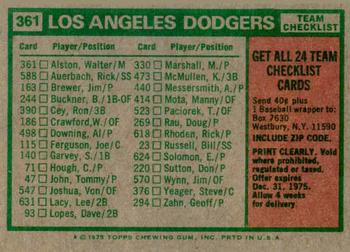 361 LOS ANGELES DODGERS TEAM CHECKLIST
Card Player/Position Card Player/Position
361 Alston, Walter/M 330 Marshall, M./P
588 Auerbach, Rick/SS 473 McMullen, K/3B
163 Brewer, Jim/P 440 Messersmith, A./P
244 Buckner, B/1B-OF 414 Mota, Manny/OF
390 Cey, Ron/3B 523 Paciorek, T./OF
186 Crawford, W/OF 269 Rau, Doug/P
498 Downing, Al/P 618 Rhoden, Rick/P
115 Ferguson, Joe/C 23 Russell, Bill/SS
140 Garvey, S./1B 624 Solomon, E./P
71 Hough, C./P 220 Sutton, Don/P
47 John, Tommy/P 570 Wynn, Jim/OF
547 Joshua, Von/OF 376 Yeager, Steve/C
631 Lacy, Lee/2B 294 Zahn, Geoff/P
93 Lopes, Dave/2B
GET ALL 24 TEAM
CHECKLIST
CARDS
Send 40¢ plus
1 Baseball wrapper to:
Box 7630
Westbury, N.Y. 11590
INCLUDE ZIP CODE.
PRINT CLEARLY. Void
where prohibited,
regulated or taxed.
Offer expires
Dec. 31, 1975.
Allow 4 weeks
for delivery.
© 1975 TOPPS CHEWING GUM, INC. PRTD IN U.S.A.